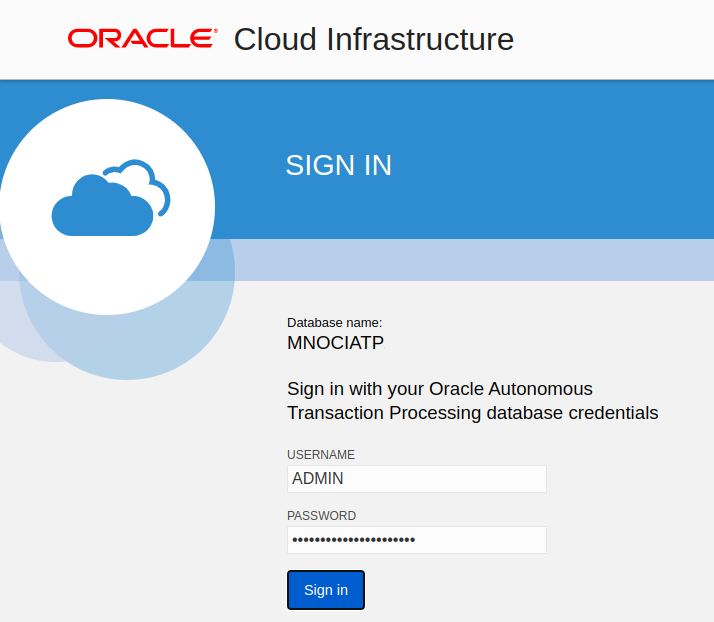 ORACLE® Cloud Infrastructure
SIGN IN
Database name:
MNOCIATP
Sign in with your Oracle Autonomous
Transaction Processing database credentials
USERNAME
ADMIN
PASSWORD
••••••••••••••••••••••
Sign in